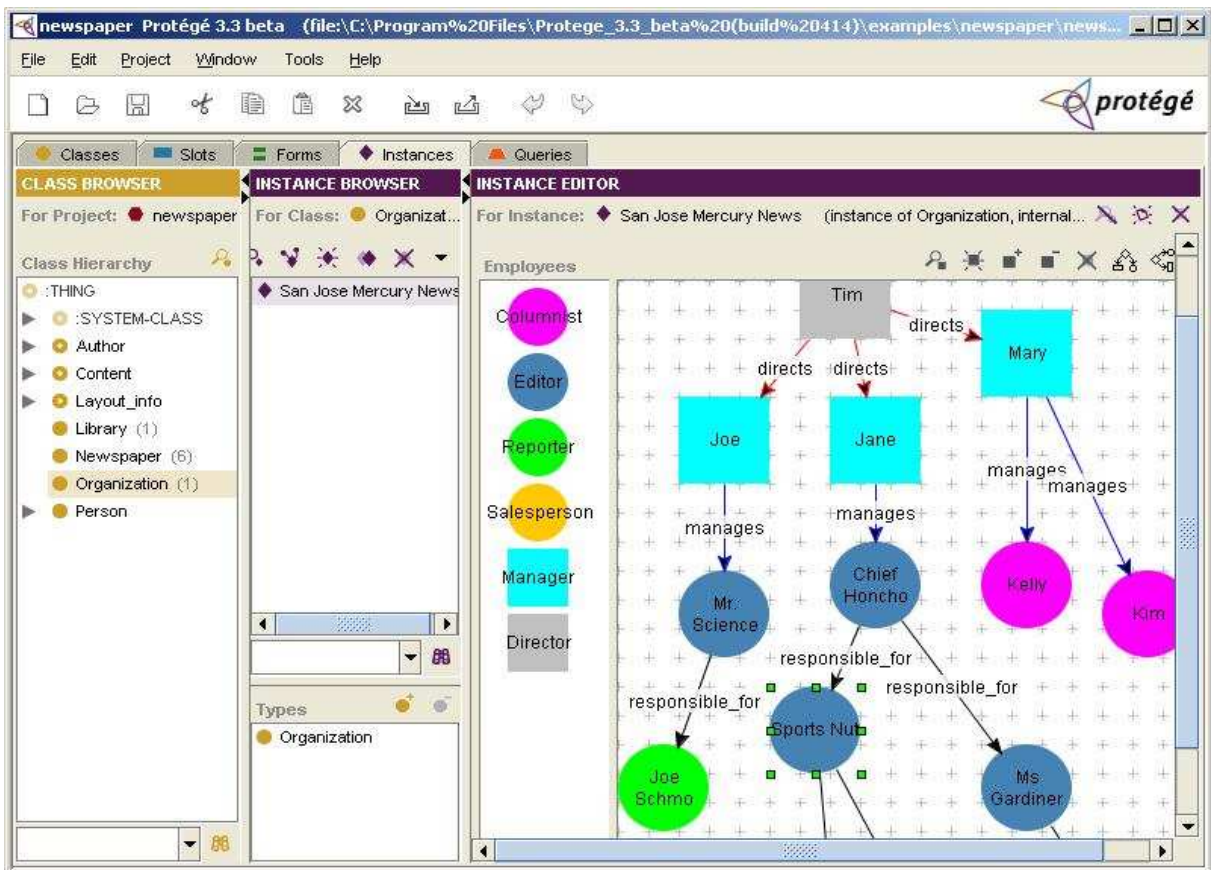 newspaper Protégé 3.3 beta (file:\C:\Program%20Files\Protege_3.3_beta%20(build%20414)\examples\newspaper\news...
File Edit Project Window Tools Help
protégé
Classes Slots Forms Instances Queries
CLASS BROWSER
For Project: newspaper
Class Hierarchy
:THING
:SYSTEM-CLASS
Author
Content
Layout_info
Library (1)
Newspaper (6)
Organization (1)
Person
INSTANCE BROWSER
For Class: Organizat...
San Jose Mercury News
Types
Organization
INSTANCE EDITOR
For Instance: San Jose Mercury News (instance of Organization, internal...
Employees
Columnist
Editor
Reporter
Salesperson
Manager
Director
Tim
directs
Mary
directs directs
Joe Jane
manages
manages
manages manages
Chief
Honcho
Kelly
Mr.
Science
Kim
responsible_for
responsible_for
responsible_for
Sports Nut
Joe
Schmo
Ms
Gardiner